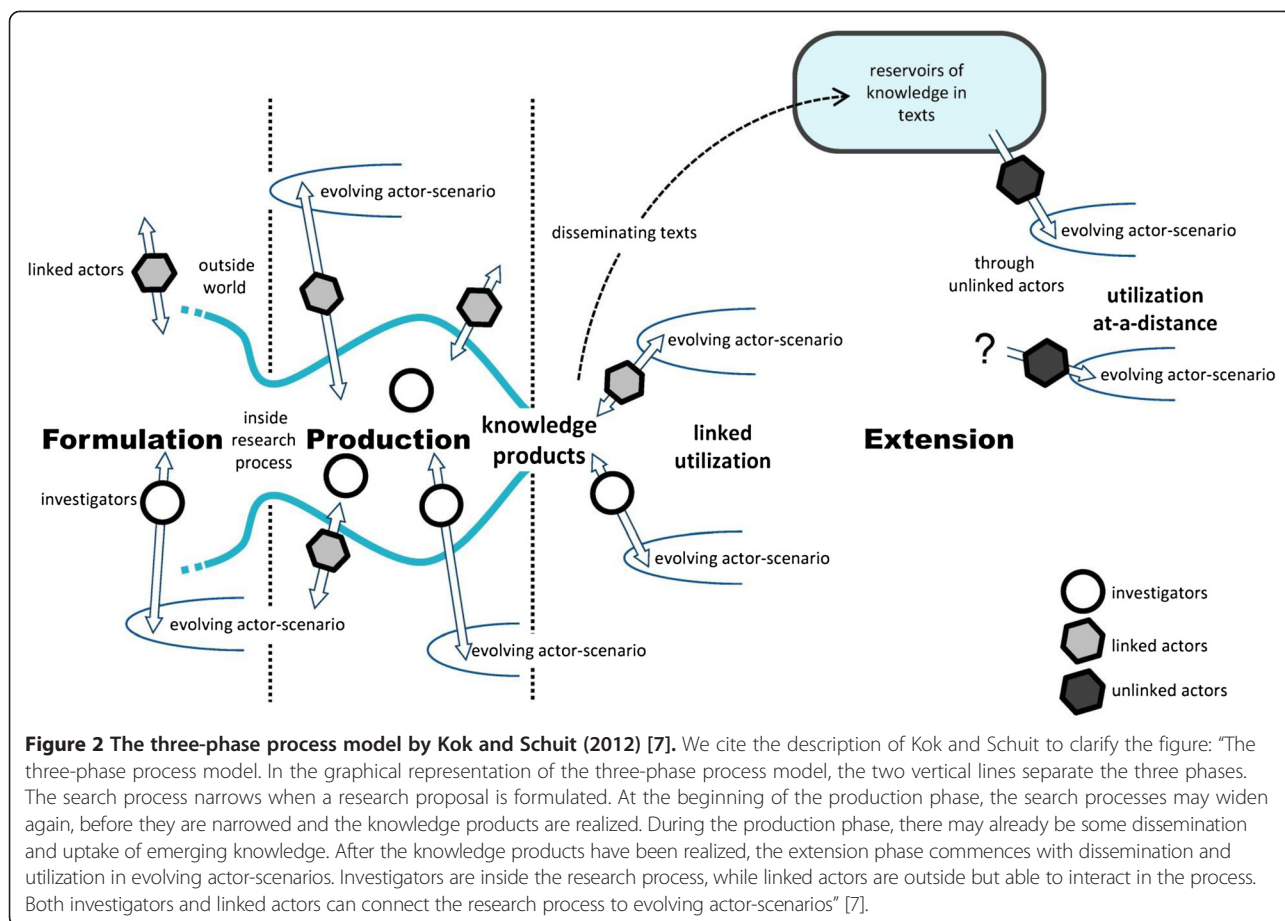 reservoirs of
knowledge in
texts
evolving actor-scenario
evolving actor-scenario
disseminating texts
linked actors
outside
world
through
unlinked actors
utilization
at-a-distance
evolving actor-scenario
?
evolving actor-scenario
inside
research
process
Formulation
Production
knowledge
products
linked
utilization
Extension
investigators
evolving actor-scenario
evolving actor-scenario
evolving actor-scenario
investigators
linked actors
unlinked actors
Figure 2 The three-phase process model by Kok and Schuit (2012) [7]. We cite the description of Kok and Schuit to clarify the figure: “The
three-phase process model. In the graphical representation of the three-phase process model, the two vertical lines separate the three phases.
The search process narrows when a research proposal is formulated. At the beginning of the production phase, the search processes may widen
again, before they are narrowed and the knowledge products are realized. During the production phase, there may already be some dissemination
and uptake of emerging knowledge. After the knowledge products have been realized, the extension phase commences with dissemination and
utilization in evolving actor-scenarios. Investigators are inside the research process, while linked actors are outside but able to interact in the process.
Both investigators and linked actors can connect the research process to evolving actor-scenarios” [7].